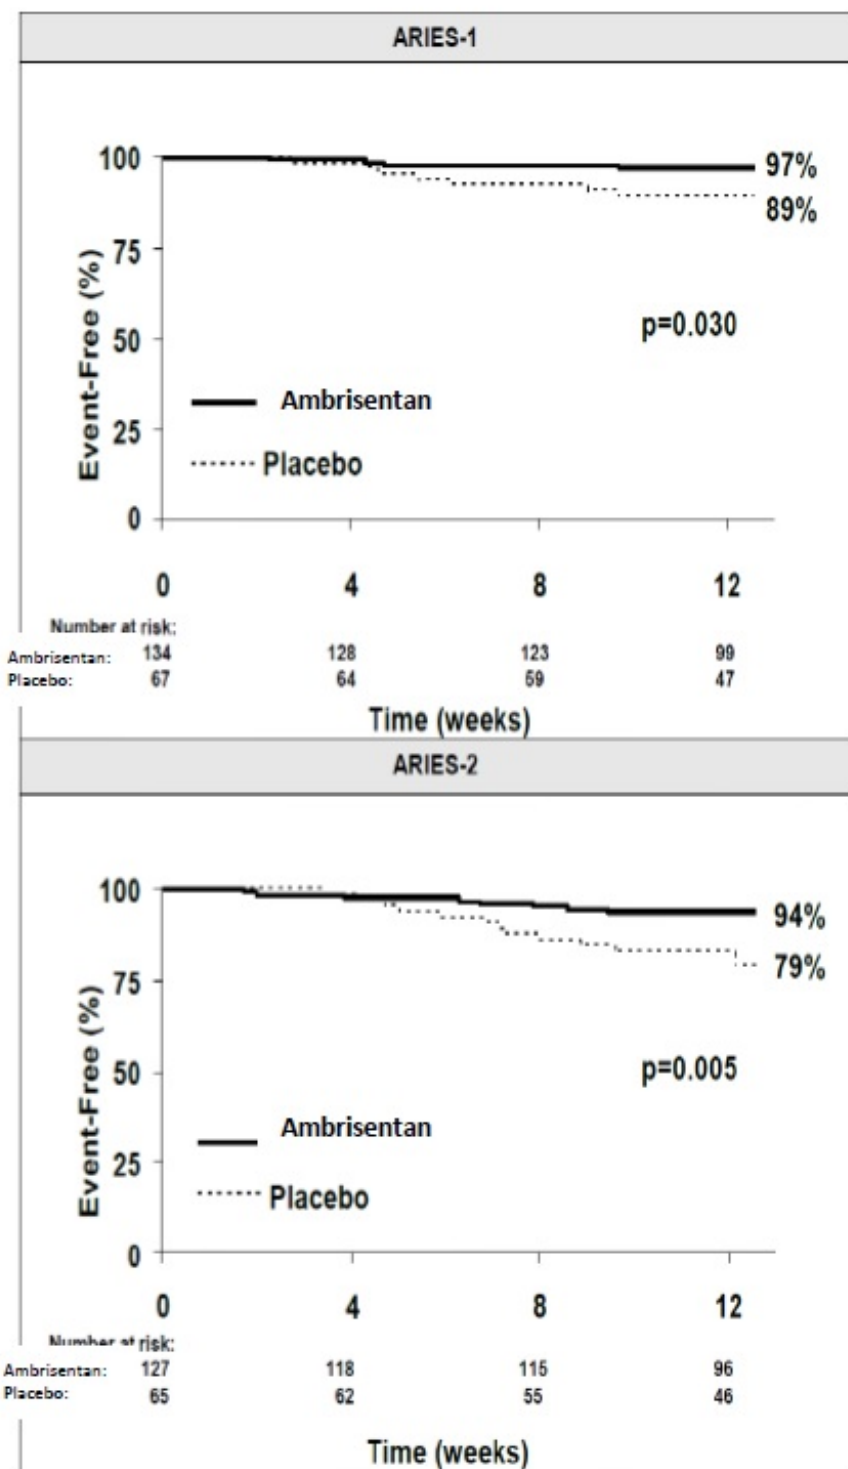 ARIES-1
100
97%
89%
75
Event-Free (%)
p=0.030
50
Ambrisentan
25
Placebo
0
0 4 8 12
Number at risk:
Ambrisentan: 134 128 123 99
Placebo: 67 64 59 47
Time (weeks)
ARIES-2
100
94%
79%
75
Event-Free (%)
p=0.005
50
Ambrisentan
25
Placebo
0
0 4 8 12
Number at risk:
Ambrisentan: 127 118 115 96
Placebo: 65 62 55 46
Time (weeks)